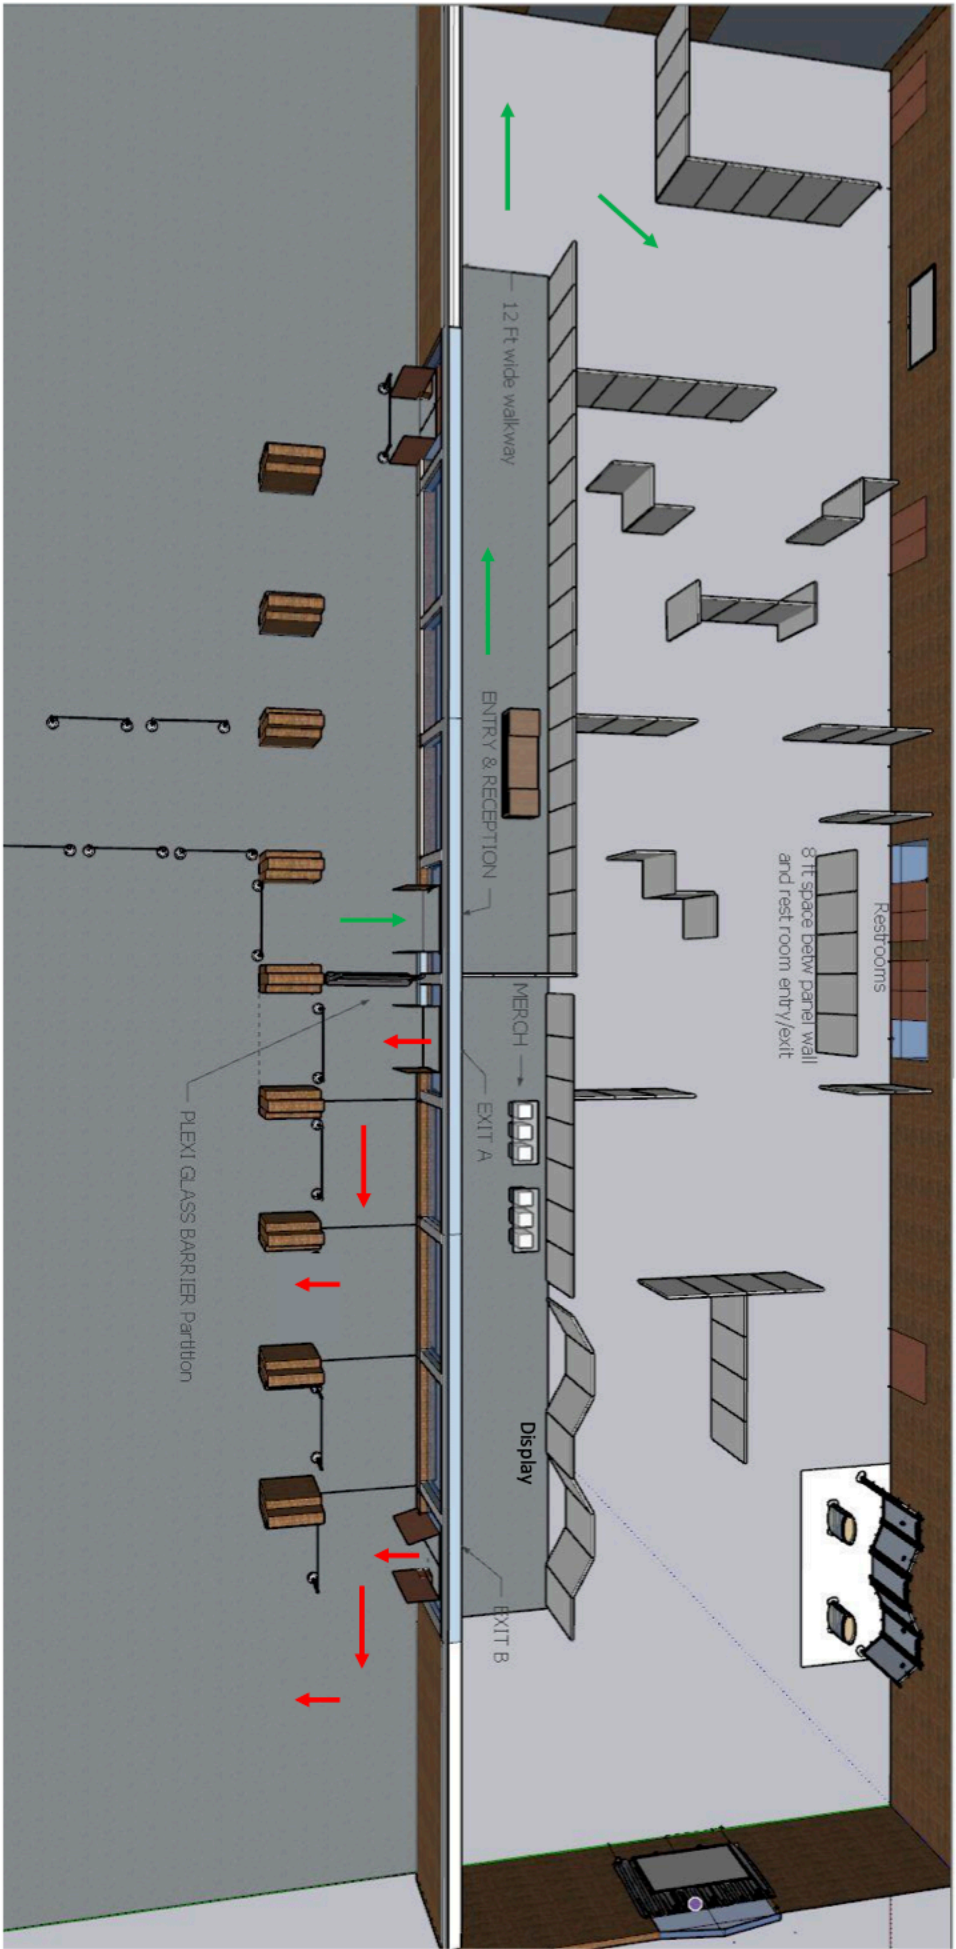 Restrooms
8 ft space betw panel wall
and rest room entry/exit
12 Ft wide walkway
ENTRY & RECEPTION
MERCH
EXIT A
Display
EXIT B
PLEXI GLASS BARRIER Partition